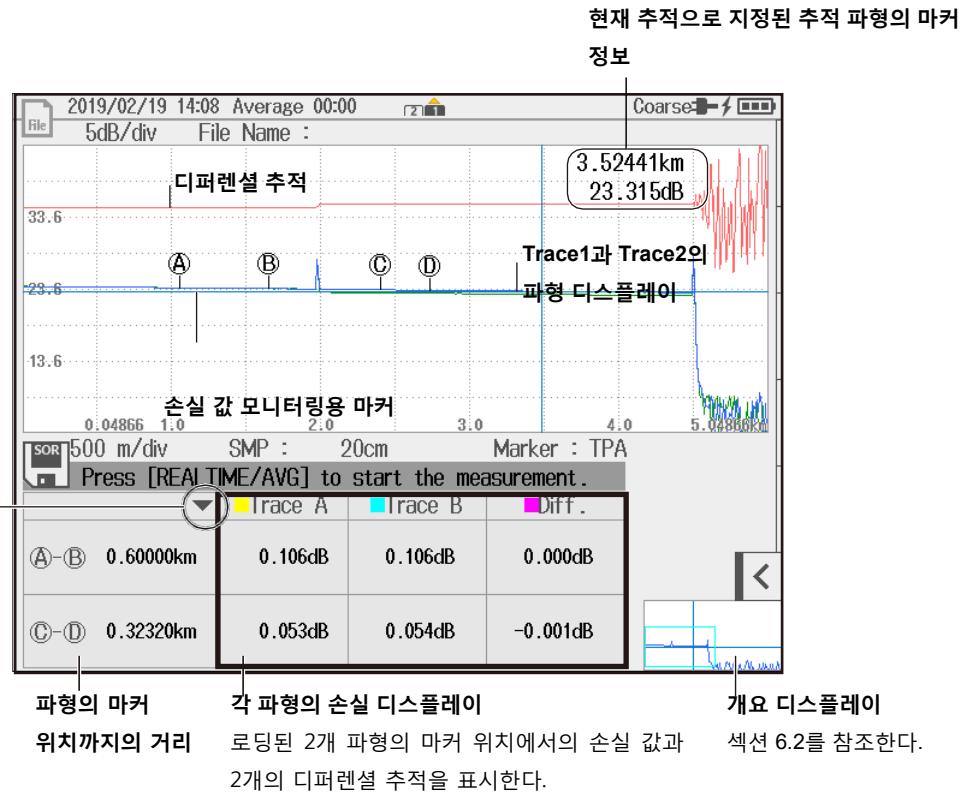 현재 추적으로 지정된 추적 파형의 마커
정보
2019/02/19 14:08 Average 00:00
2 1
Coarse
File
5dB/div File Name :
3.52441km
23.315dB
디퍼렌셜 추적
33.6
Ⓐ Ⓑ Ⓒ Ⓓ
Trace1과 Trace2의
파형 디스플레이
23.6
13.6
손실 값 모니터링용 마커
0.04866 1.0 2.0 3.0 4.0 5.04866km
SOR
500 m/div SMP : 20cm Marker : TPA
Press [REALTIME/AVG] to start the measurement.
Trace A Trace B Diff.
Ⓐ-Ⓑ 0.60000km 0.106dB 0.106dB 0.000dB
Ⓒ-Ⓓ 0.32320km 0.053dB 0.054dB -0.001dB
파형의 마커
위치까지의 거리
각 파형의 손실 디스플레이
로딩된 2개 파형의 마커 위치에서의 손실 값과
2개의 디퍼렌셜 추적을 표시한다.
개요 디스플레이
섹션 6.2를 참조한다.